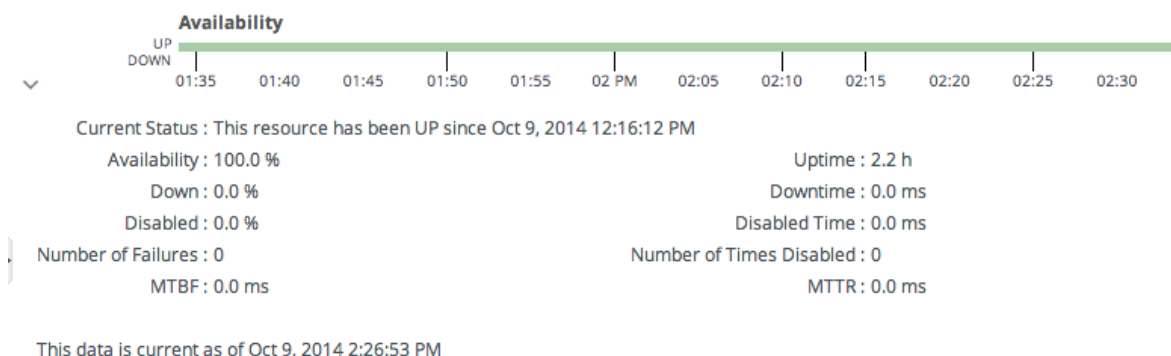 Availability
UP
DOWN
01:35 01:40 01:45 01:50 01:55 02 PM 02:05 02:10 02:15 02:20 02:25 02:30
Current Status : This resource has been UP since Oct 9, 2014 12:16:12 PM
Availability : 100.0 % Uptime : 2.2 h
Down : 0.0 % Downtime : 0.0 ms
Disabled : 0.0 % Disabled Time : 0.0 ms
Number of Failures : 0 Number of Times Disabled : 0
MTBF : 0.0 ms MTTR : 0.0 ms
This data is current as of Oct 9, 2014 2:26:53 PM